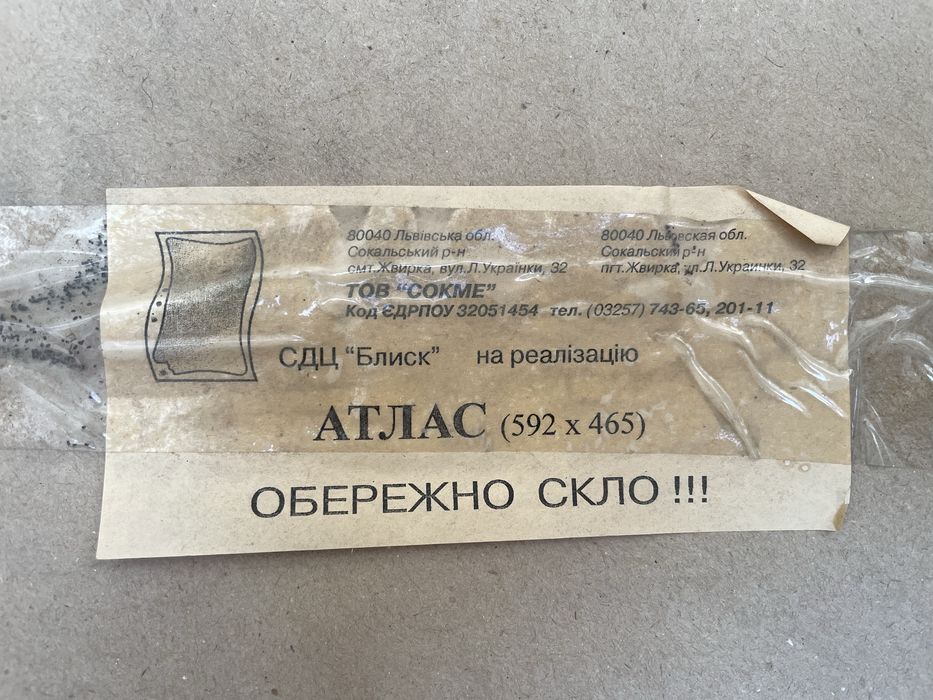 80040 Львівська обл.
Сокальський р-н
смт.Жвирка, вул.Л.Українки, 32
80040 Львовская обл.
Сокальский р-н
пгт.Жвирка, ул.Л.Украинки, 32
ТОВ "СОКМЕ"
Код ЄДРПОУ 32051454 тел. (03257) 743-65, 201-11
СДЦ "Блиск" на реалізацію
АТЛАС (592 x 465)
ОБЕРЕЖНО СКЛО !!!